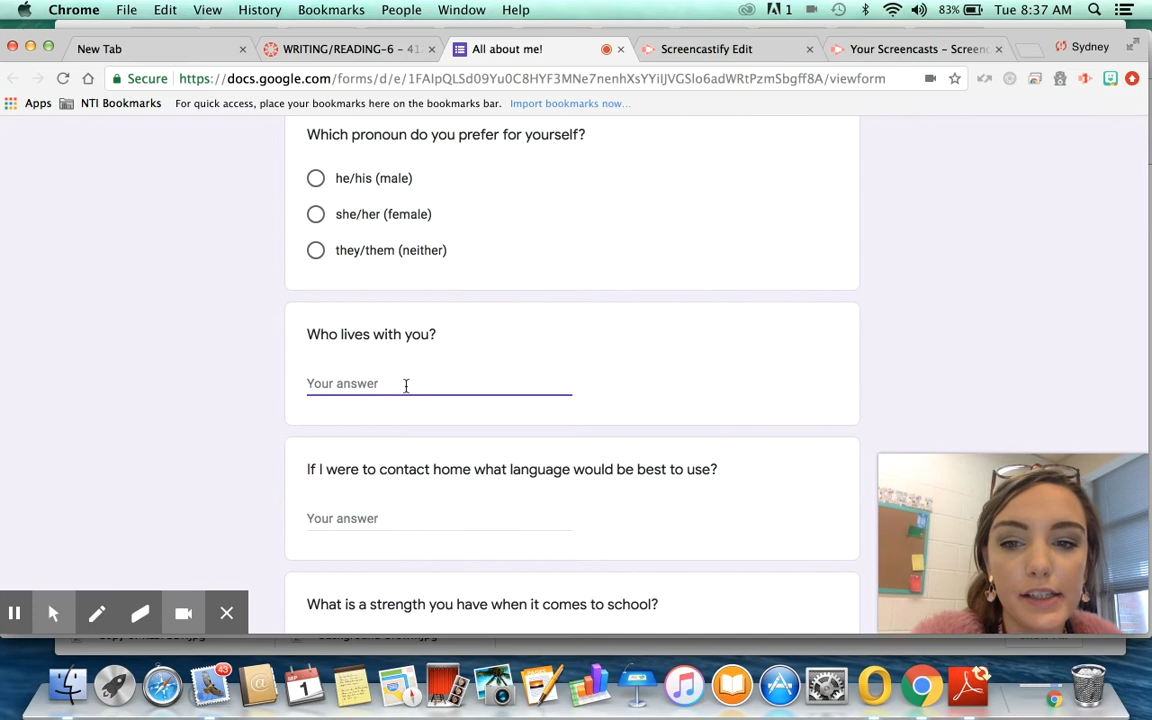 Chrome File Edit View History Bookmarks People Window Help
1 83% Tue 8:37 AM
New Tab
WRITING/READING-6 - 41
All about me!
Screencastify Edit
Your Screencasts – Screen
Sydney
Secure https://docs.google.com/forms/d/e/1FAIpQLSd09Yu0C8HYF3MNe7nenhXsYYiIJVGSlo6adWRtPzmSbgff8A/viewform
Apps NTI Bookmarks For quick access, place your bookmarks here on the bookmarks bar. Import bookmarks now...
Which pronoun do you prefer for yourself?
he/his (male)
she/her (female)
they/them (neither)
Who lives with you?
Your answer
If I were to contact home what language would be best to use?
Your answer
What is a strength you have when it comes to school?
43
1